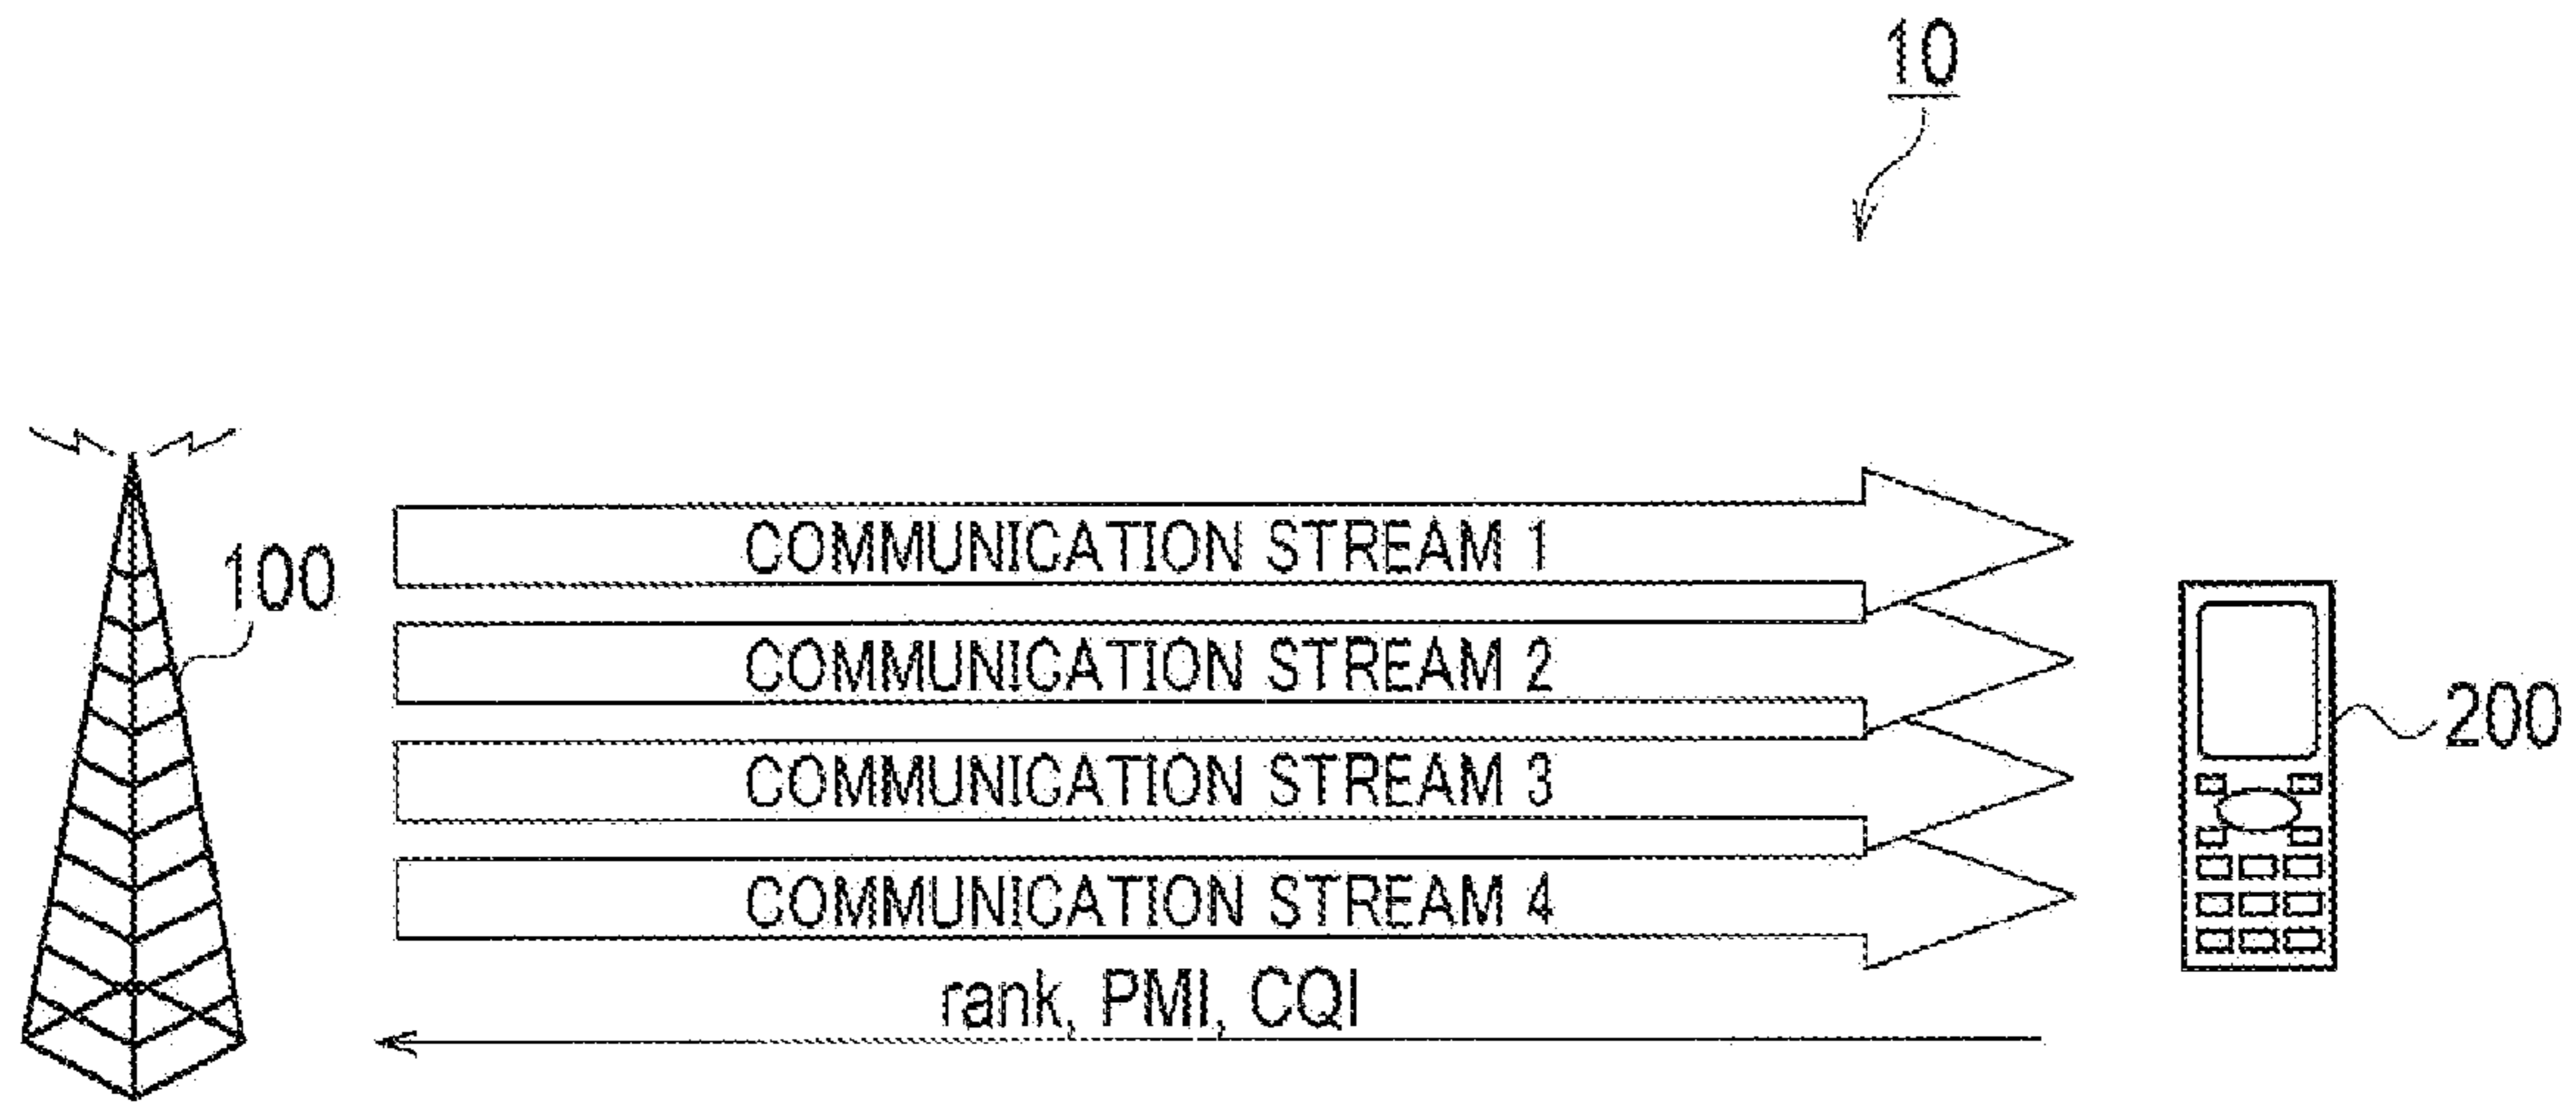 10
COMMUNICATION STREAM 1
100
COMMUNICATION STREAM 2
200
COMMUNICATION STREAM 3
COMMUNICATION STREAM 4
rank, PMI, CQI